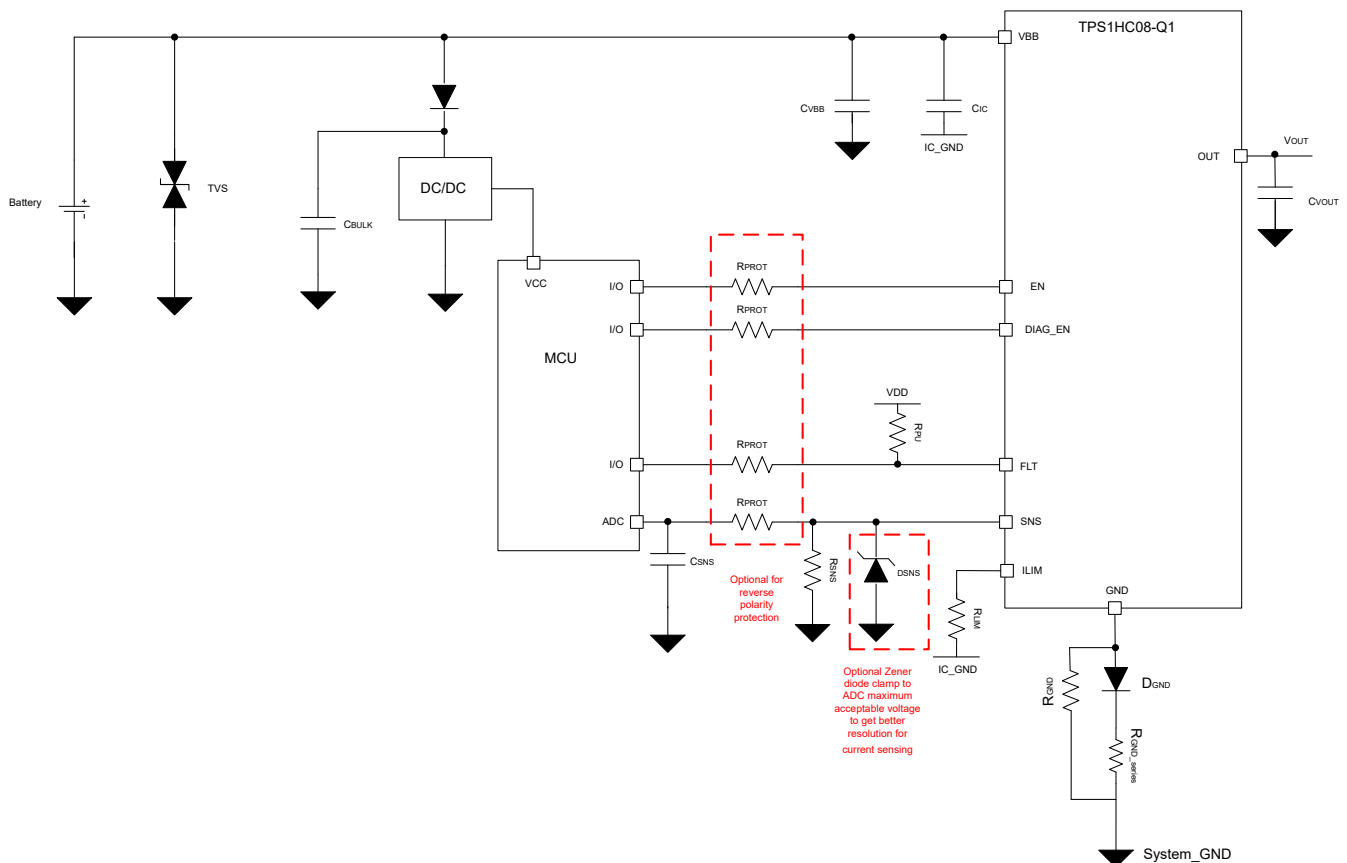 TPS1HC08-Q1
VBB
CVBB
CIC
IC_GND
OUT
VOUT
CVOUT
Battery
+
-
TVS
CBULK
DC/DC
VCC
MCU
I/O
RPROT
EN
I/O
RPROT
DIAG_EN
VDD
RPU
I/O
RPROT
FLT
ADC
RPROT
SNS
CSNS
RSNS
DSNS
ILIM
RLIM
IC_GND
Optional for
reverse
polarity
protection
Optional Zener
diode clamp to
ADC maximum
acceptable voltage
to get better
resolution for
current sensing
GND
RGND
DGND
RGND_series
System_GND